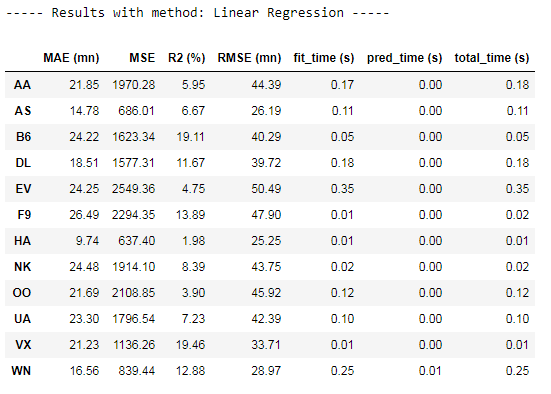 ----- Results with method: Linear Regression -----
MAE (mn) MSE R2 (%) RMSE (mn) fit_time (s) pred_time (s) total_time (s)
AA 21.85 1970.28 5.95 44.39 0.17 0.00 0.18
AS 14.78 686.01 6.67 26.19 0.11 0.00 0.11
B6 24.22 1623.34 19.11 40.29 0.05 0.00 0.05
DL 18.51 1577.31 11.67 39.72 0.18 0.00 0.18
EV 24.25 2549.36 4.75 50.49 0.35 0.00 0.35
F9 26.49 2294.35 13.89 47.90 0.01 0.00 0.02
HA 9.74 637.40 1.98 25.25 0.01 0.00 0.01
NK 24.48 1914.10 8.39 43.75 0.02 0.00 0.02
OO 21.69 2108.85 3.90 45.92 0.12 0.00 0.12
UA 23.30 1796.54 7.23 42.39 0.10 0.00 0.10
VX 21.23 1136.26 19.46 33.71 0.01 0.00 0.01
WN 16.56 839.44 12.88 28.97 0.25 0.01 0.25